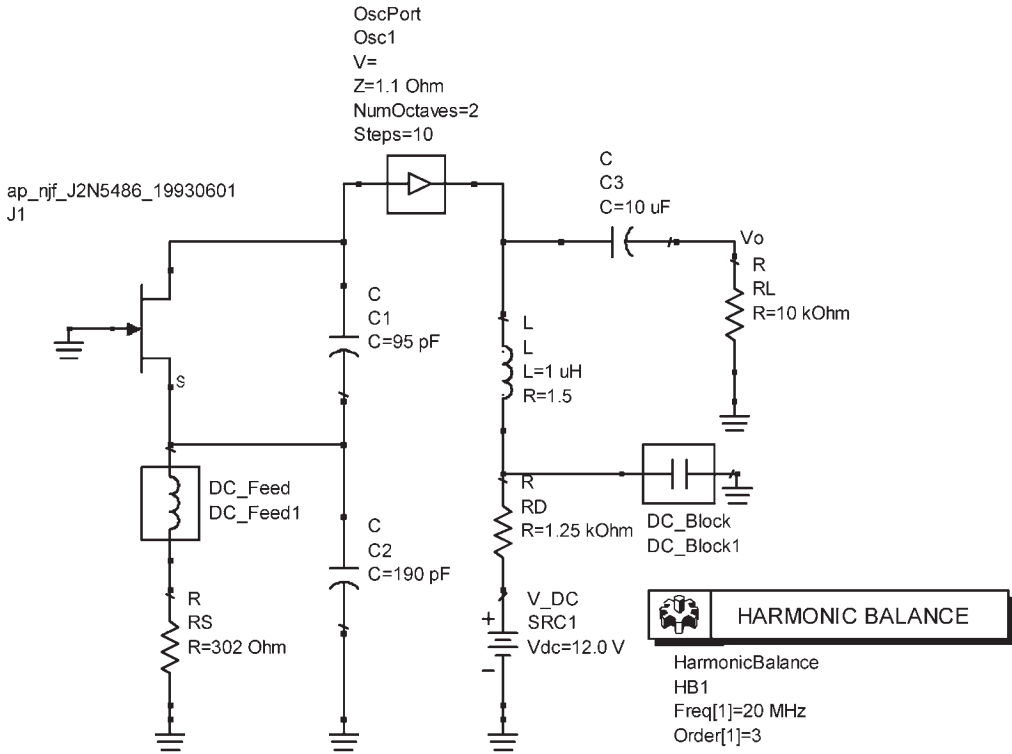 OscPort
Osc1
V=
Z=1.1 Ohm
NumOctaves=2
Steps=10
ap_njf_J2N5486_19930601
J1
C
C3
C=10 uF
Vo
R
RL
R=10 kOhm
C
C1
C=95 pF
L
L
L=1 uH
R=1.5
S
DC_Feed
DC_Feed1
R
RD
R=1.25 kOhm
DC_Block
DC_Block1
C
C2
C=190 pF
R
RS
R=302 Ohm
+
V_DC
SRC1
Vdc=12.0 V
−
HARMONIC BALANCE
HarmonicBalance
HB1
Freq[1]=20 MHz
Order[1]=3